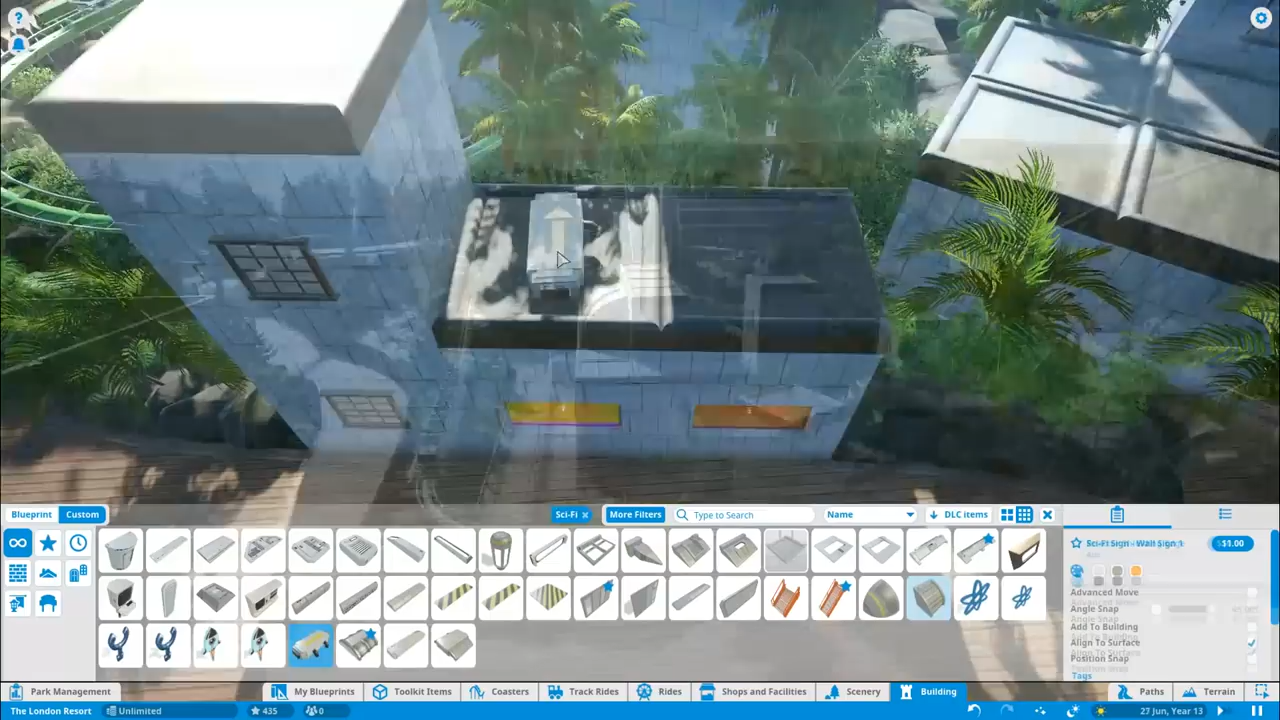 ?
Blueprint
Custom
Sci-Fi ×
More Filters
Type to Search
Name
DLC items
Sci-Fi Sign - Wall Sign 1
$1.00
Advanced Move
Angle Snap
Add To Building
Align To Surface
Position Snap
Tags
Park Management
My Blueprints
Toolkit Items
Coasters
Track Rides
Rides
Shops and Facilities
Scenery
Building
Paths
Terrain
The London Resort
Unlimited
435
0
27 Jun, Year 13